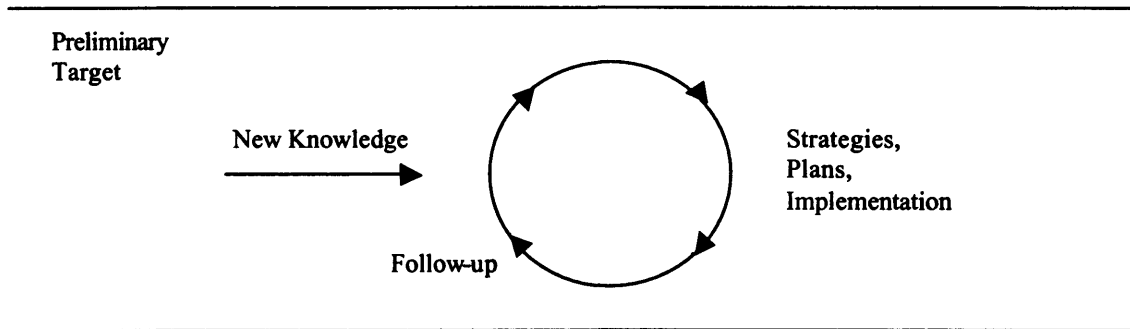 Preliminary
Target
New Knowledge
Strategies,
Plans,
Implementation
Follow-up